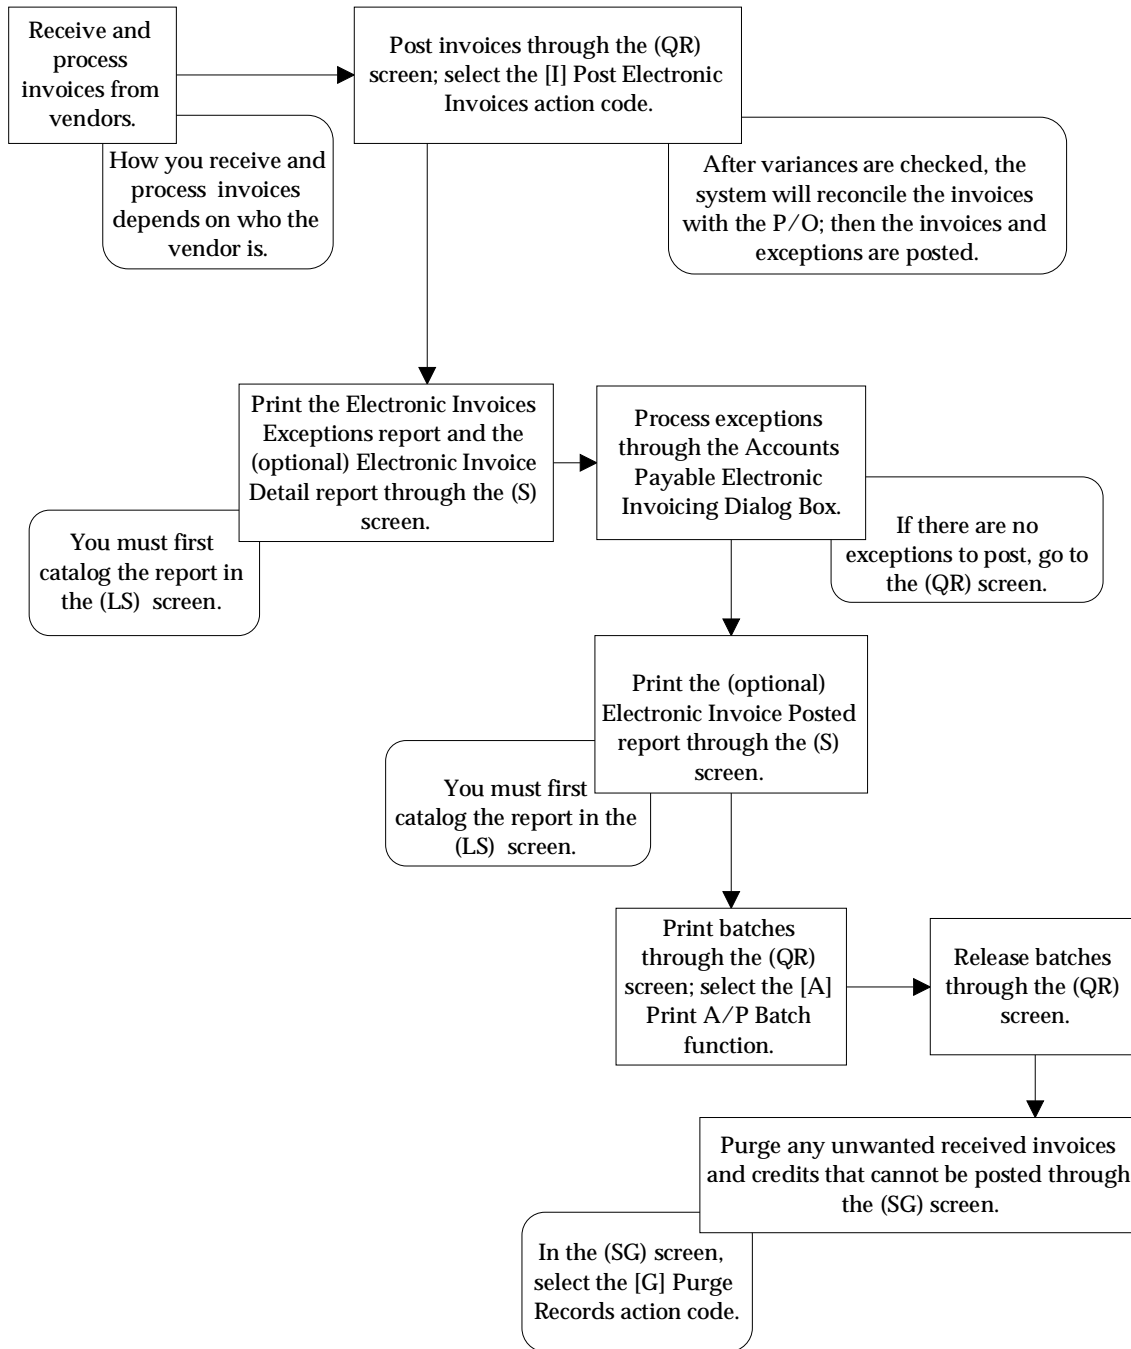 Receive and
process
invoices from
vendors.
Post invoices through the (QR)
screen; select the [I] Post Electronic
Invoices action code.
How you receive and
process invoices
depends on who the
vendor is.
After variances are checked, the
system will reconcile the invoices
with the P/O; then the invoices and
exceptions are posted.
Print the Electronic Invoices
Exceptions report and the
(optional) Electronic Invoice
Detail report through the (S)
screen.
Process exceptions
through the Accounts
Payable Electronic
Invoicing Dialog Box.
You must first
catalog the report in
the (LS) screen.
If there are no
exceptions to post, go to
the (QR) screen.
Print the (optional)
Electronic Invoice Posted
report through the (S)
screen.
You must first
catalog the report in the
(LS) screen.
Print batches
through the (QR)
screen; select the [A]
Print A/P Batch
function.
Release batches
through the (QR)
screen.
Purge any unwanted received invoices
and credits that cannot be posted through
the (SG) screen.
In the (SG) screen,
select the [G] Purge
Records action code.